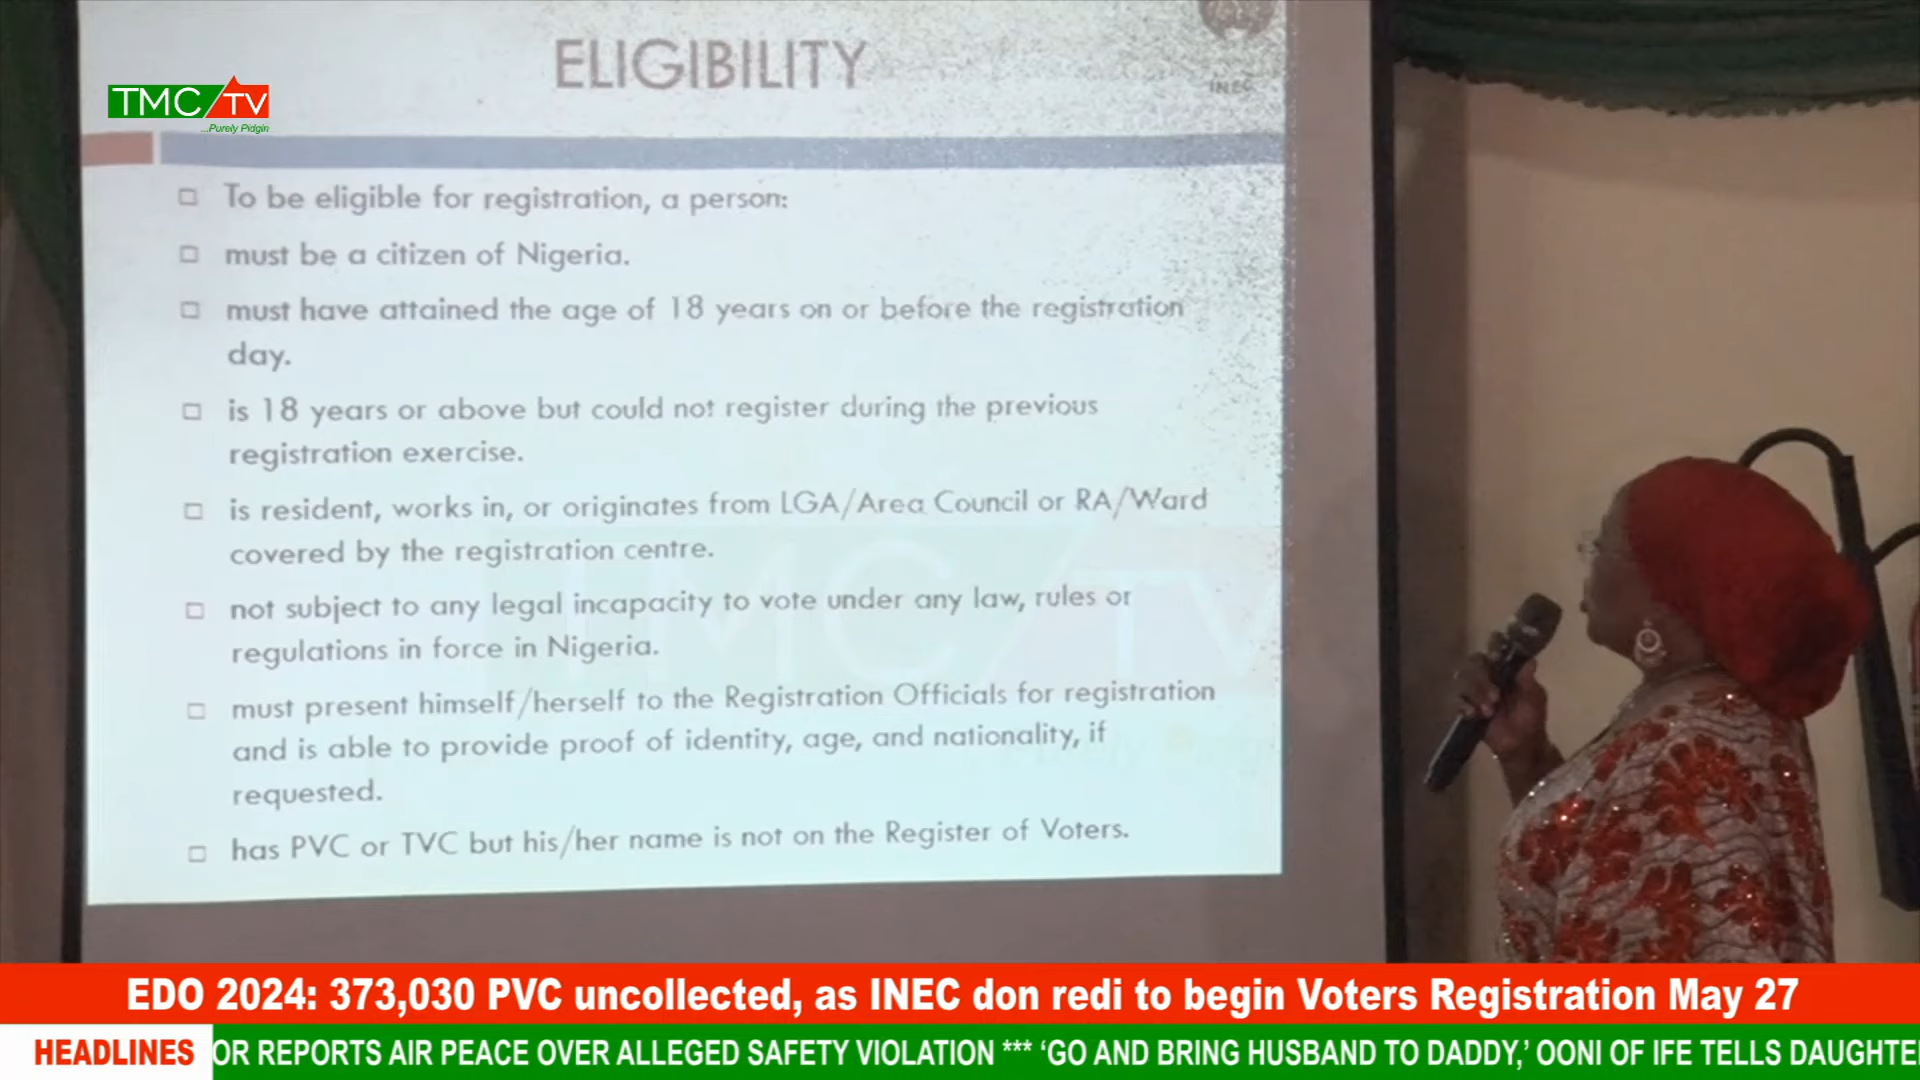 ELIGIBILITY
INEC
TMC/TV
...Purely Pidgin
To be eligible for registration, a person:
must be a citizen of Nigeria.
must have attained the age of 18 years on or before the registration
day.
is 18 years or above but could not register during the previous
registration exercise.
is resident, works in, or originates from LGA/Area Council or RA/Ward
covered by the registration centre.
not subject to any legal incapacity to vote under any law, rules or
regulations in force in Nigeria.
must present himself/herself to the Registration Officials for registration
and is able to provide proof of identity, age, and nationality, if
requested.
has PVC or TVC but his/her name is not on the Register of Voters.
TMC/TV
EDO 2024: 373,030 PVC uncollected, as INEC don redi to begin Voters Registration May 27
HEADLINES OR REPORTS AIR PEACE OVER ALLEGED SAFETY VIOLATION *** ‘GO AND BRING HUSBAND TO DADDY,’ OONI OF IFE TELLS DAUGHTE